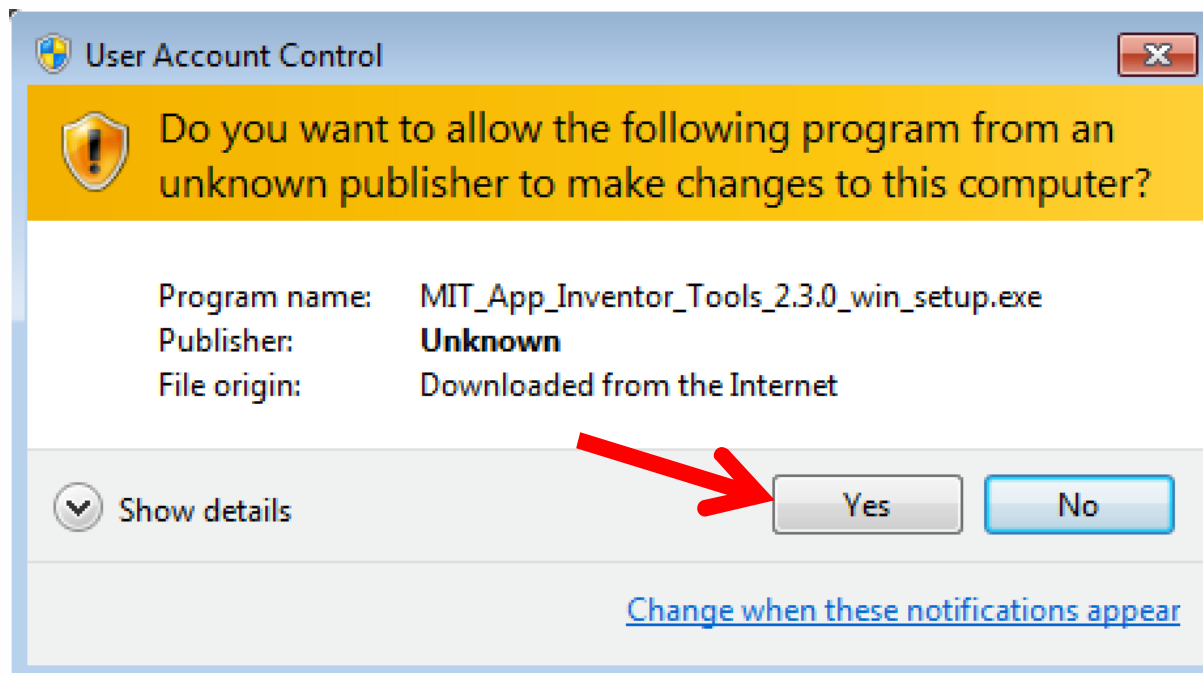 User Account Control
Do you want to allow the following program from an
unknown publisher to make changes to this computer?
Program name: MIT_App_Inventor_Tools_2.3.0_win_setup.exe
Publisher: Unknown
File origin: Downloaded from the Internet
Show details Yes No
Change when these notifications appear